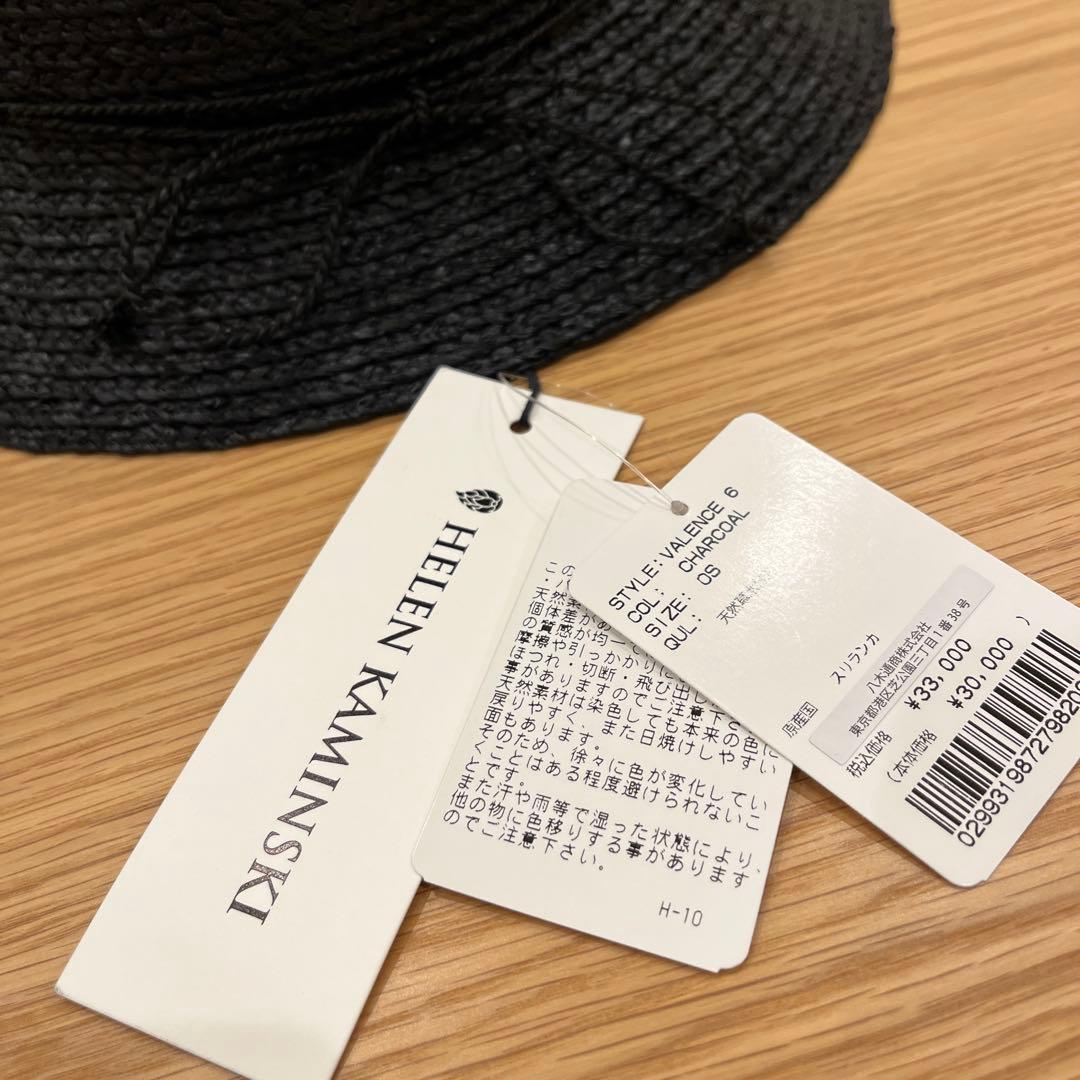 HELEN KAMINSKI
この
天然素
個体差があ
の質感が均一で
摩擦や引っかかりに
ほつれ・切断・飛び出し
事がありますのでご注意下さ
天然素材は染色しても本来の色に
戻りやすく、また日焼けしやすい
面もあります。
そのため、徐々に色が変化してい
くことはある程度避けられないこ
とです。
また汗や雨等で湿った状態により、
他の物に色移りする事があります
のでご注意下さい。
H-10
STYLE:VALENCE 6
COL: CHARCOAL
SIZE: OS
QUL: 天然
原産国 スリランカ
八木通商株式会社
東京都港区芝公園三丁目1番38号
税込価格 ¥33,000
(本体価格 ¥30,000 )
02993198727982